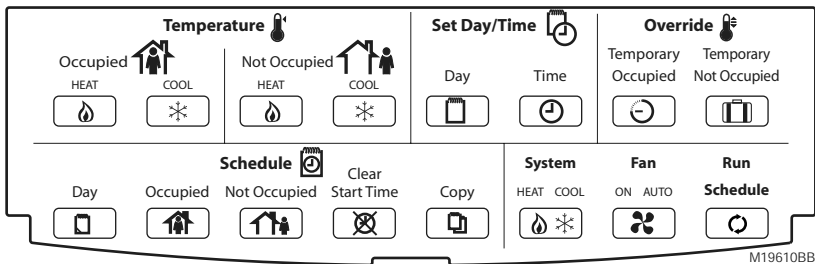 Temperature
Set Day/Time
Override
Occupied
Not Occupied
HEAT
COOL
HEAT
COOL
Day
Time
Temporary
Occupied
Temporary
Not Occupied
Schedule
Day
Occupied
Not Occupied
Clear
Start Time
Copy
System
HEAT COOL
Fan
ON AUTO
Run
Schedule
M19610BB